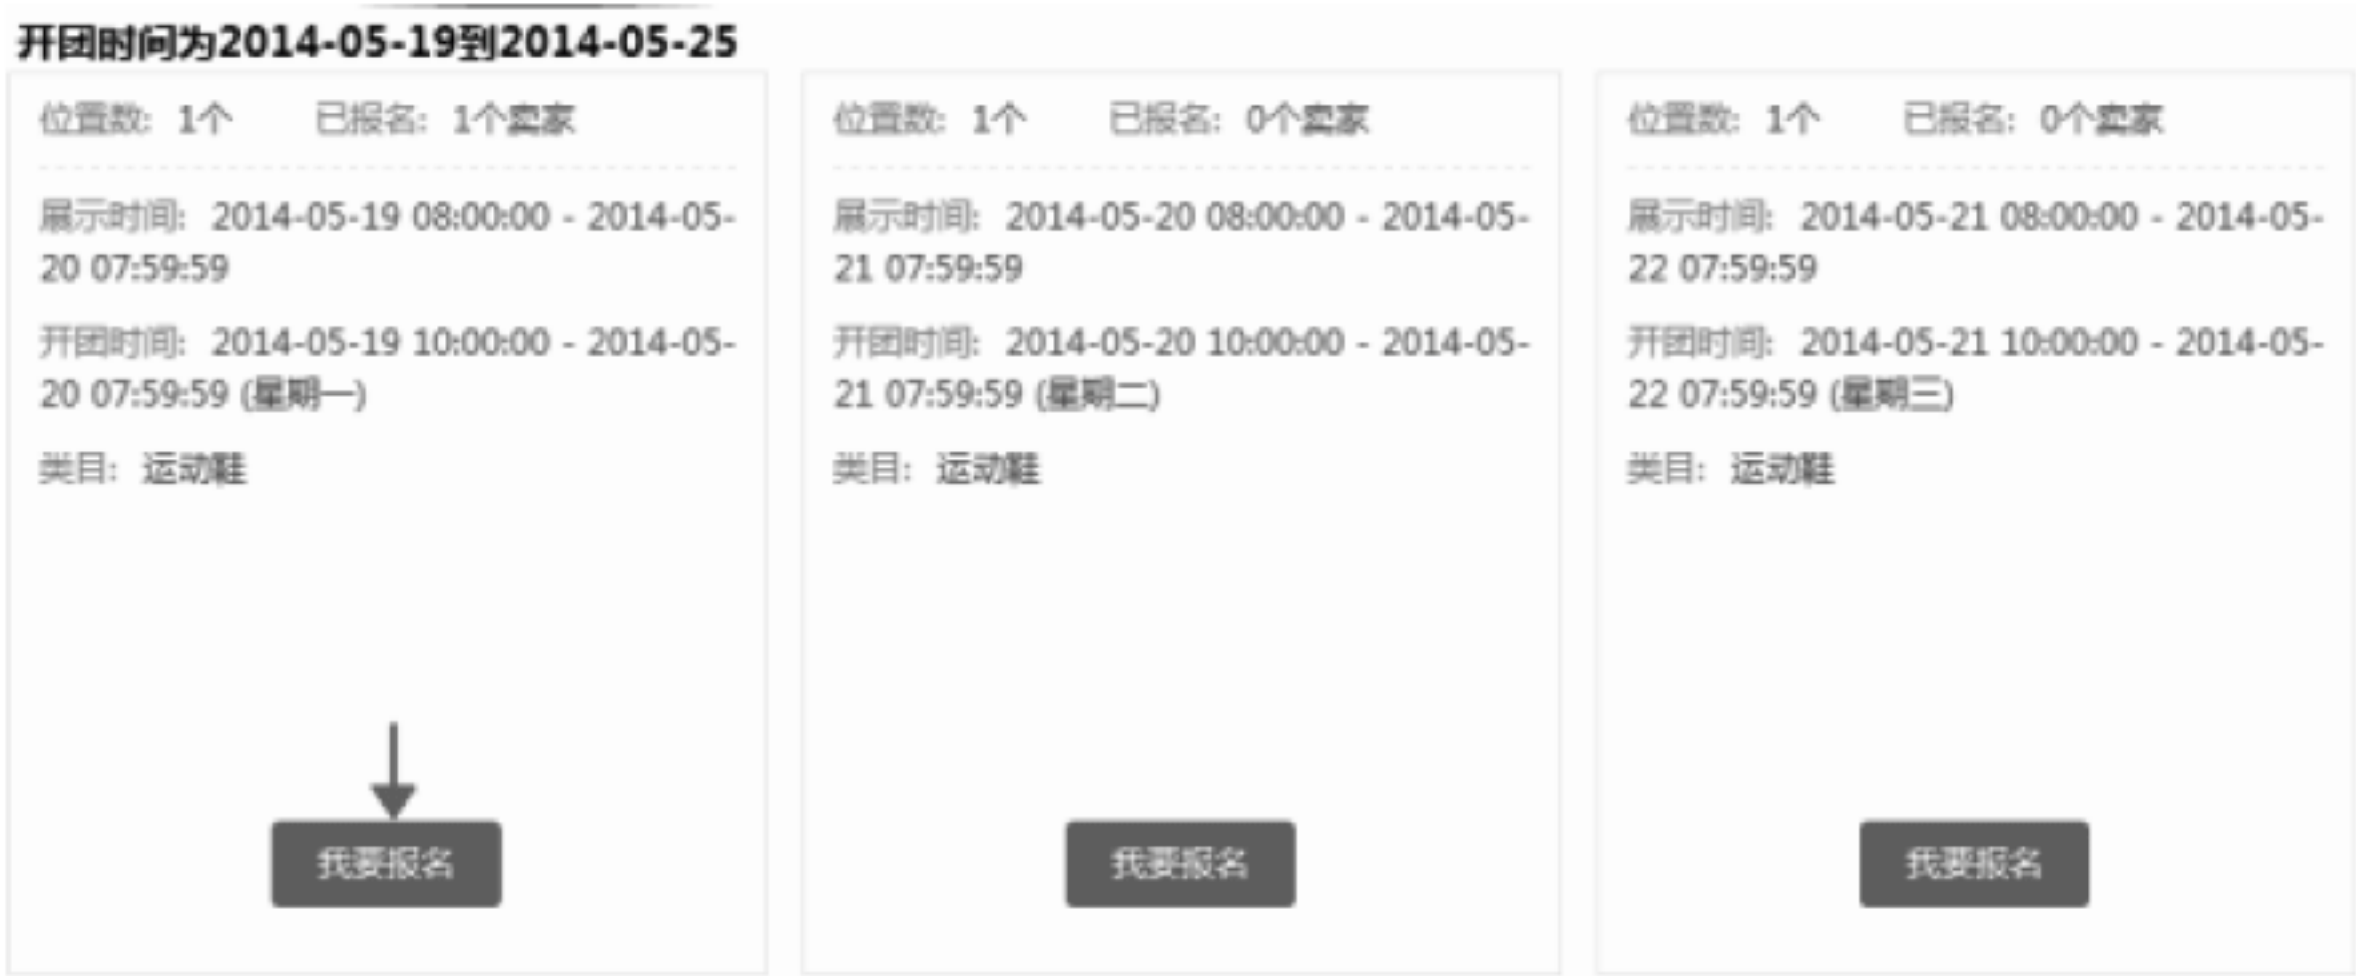 开团时间为2014-05-19到2014-05-25
位置数: 1个 已报名: 1个卖家
展示时间: 2014-05-19 08:00:00 - 2014-05-
20 07:59:59
开团时间: 2014-05-19 10:00:00 - 2014-05-
20 07:59:59 (星期一)
类目: 运动鞋
我要报名
位置数: 1个 已报名: 0个卖家
展示时间: 2014-05-20 08:00:00 - 2014-05-
21 07:59:59
开团时间: 2014-05-20 10:00:00 - 2014-05-
21 07:59:59 (星期二)
类目: 运动鞋
我要报名
位置数: 1个 已报名: 0个卖家
展示时间: 2014-05-21 08:00:00 - 2014-05-
22 07:59:59
开团时间: 2014-05-21 10:00:00 - 2014-05-
22 07:59:59 (星期三)
类目: 运动鞋
我要报名